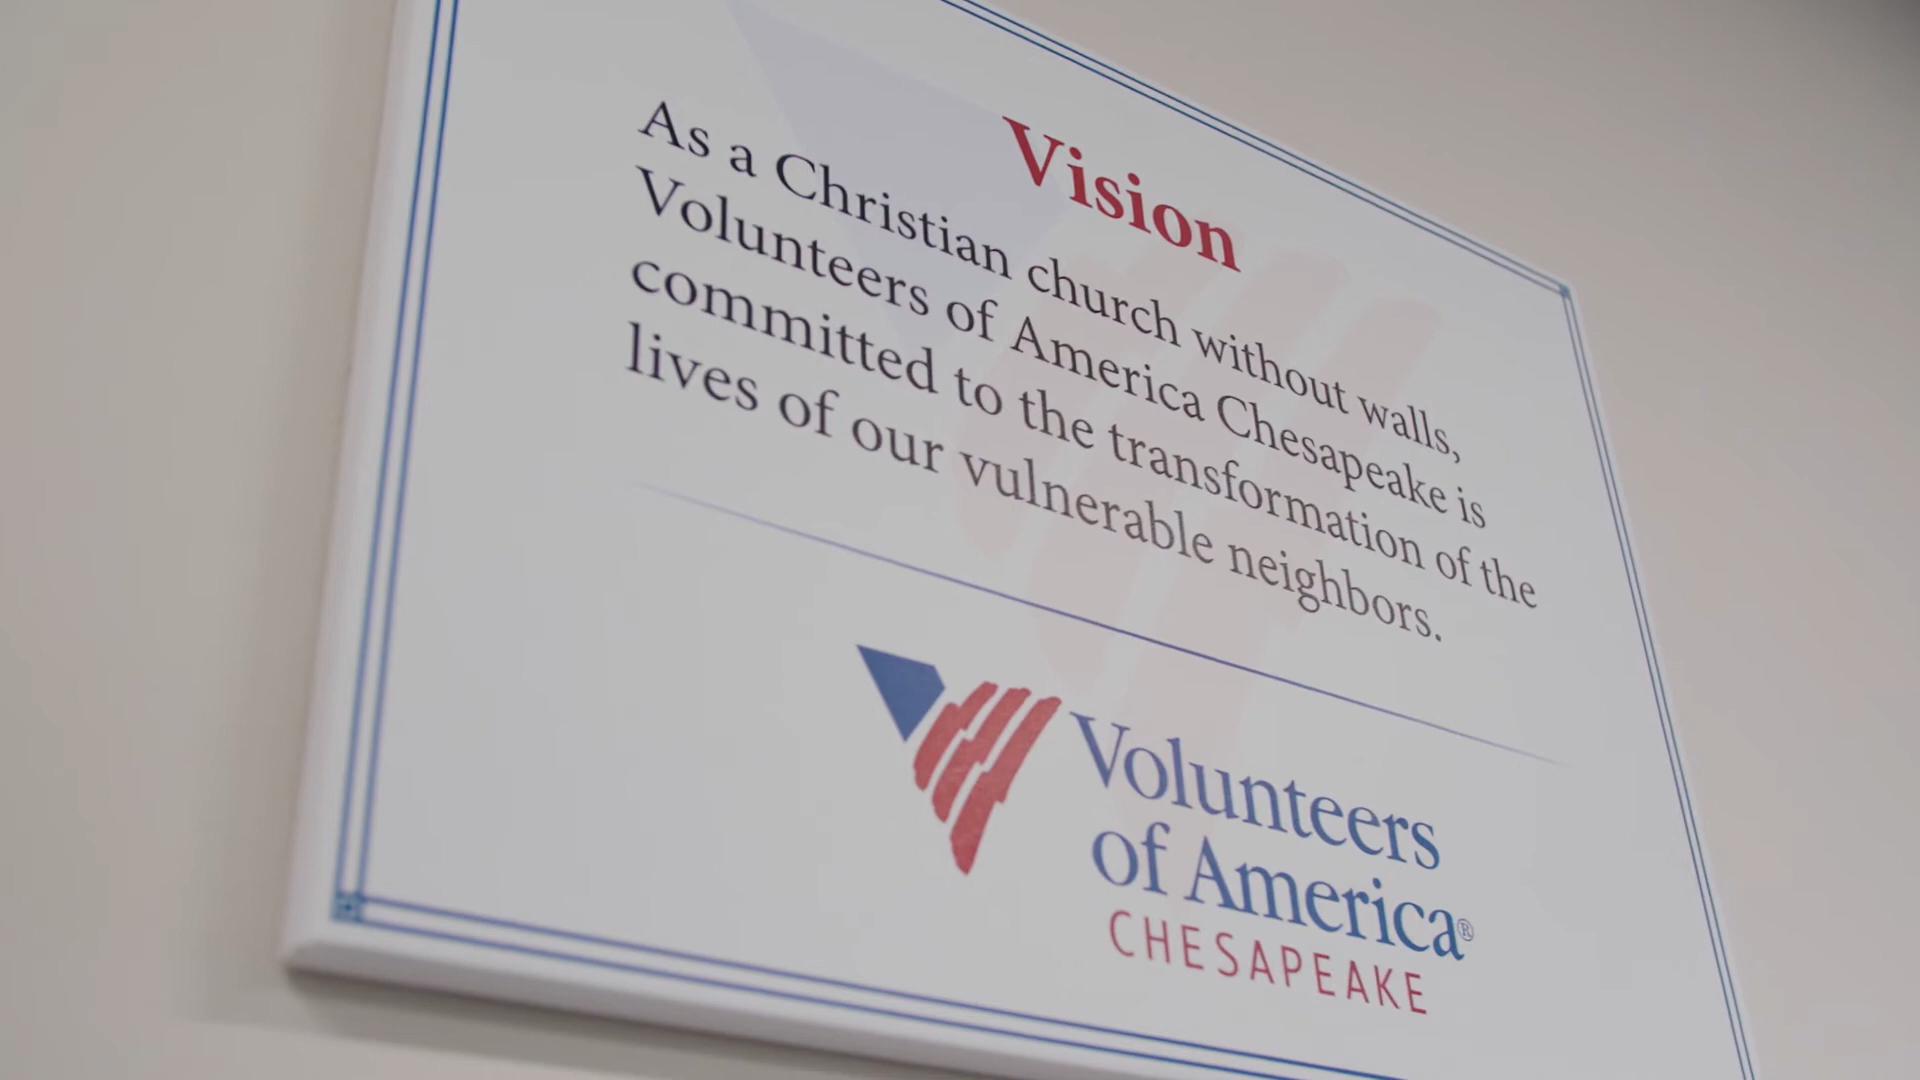 Vision
As a Christian church without walls,
Volunteers of America Chesapeake is
committed to the transformation of the
lives of our vulnerable neighbors.
Volunteers
of America®
CHESAPEAKE